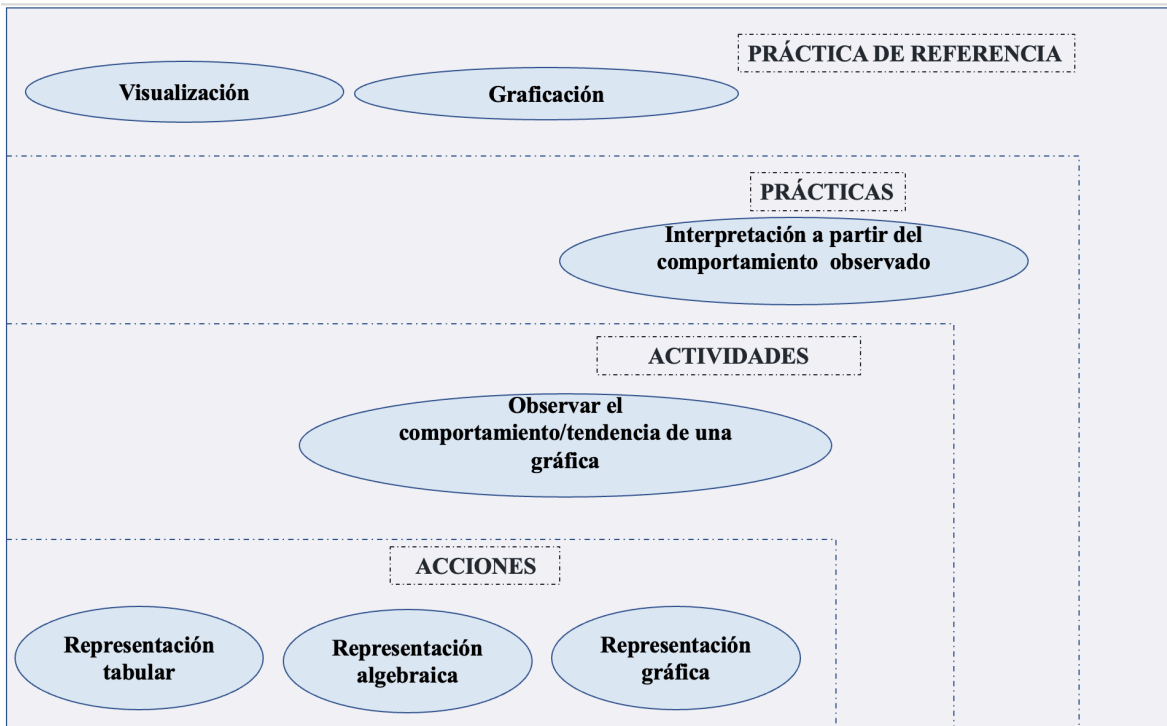 PRÁCTICA DE REFERENCIA
Visualización
Graficación
PRÁCTICAS
Interpretación a partir del
comportamiento observado
ACTIVIDADES
Observar el
comportamiento/tendencia de una
gráfica
ACCIONES
Representación
tabular
Representación
algebraica
Representación
gráfica